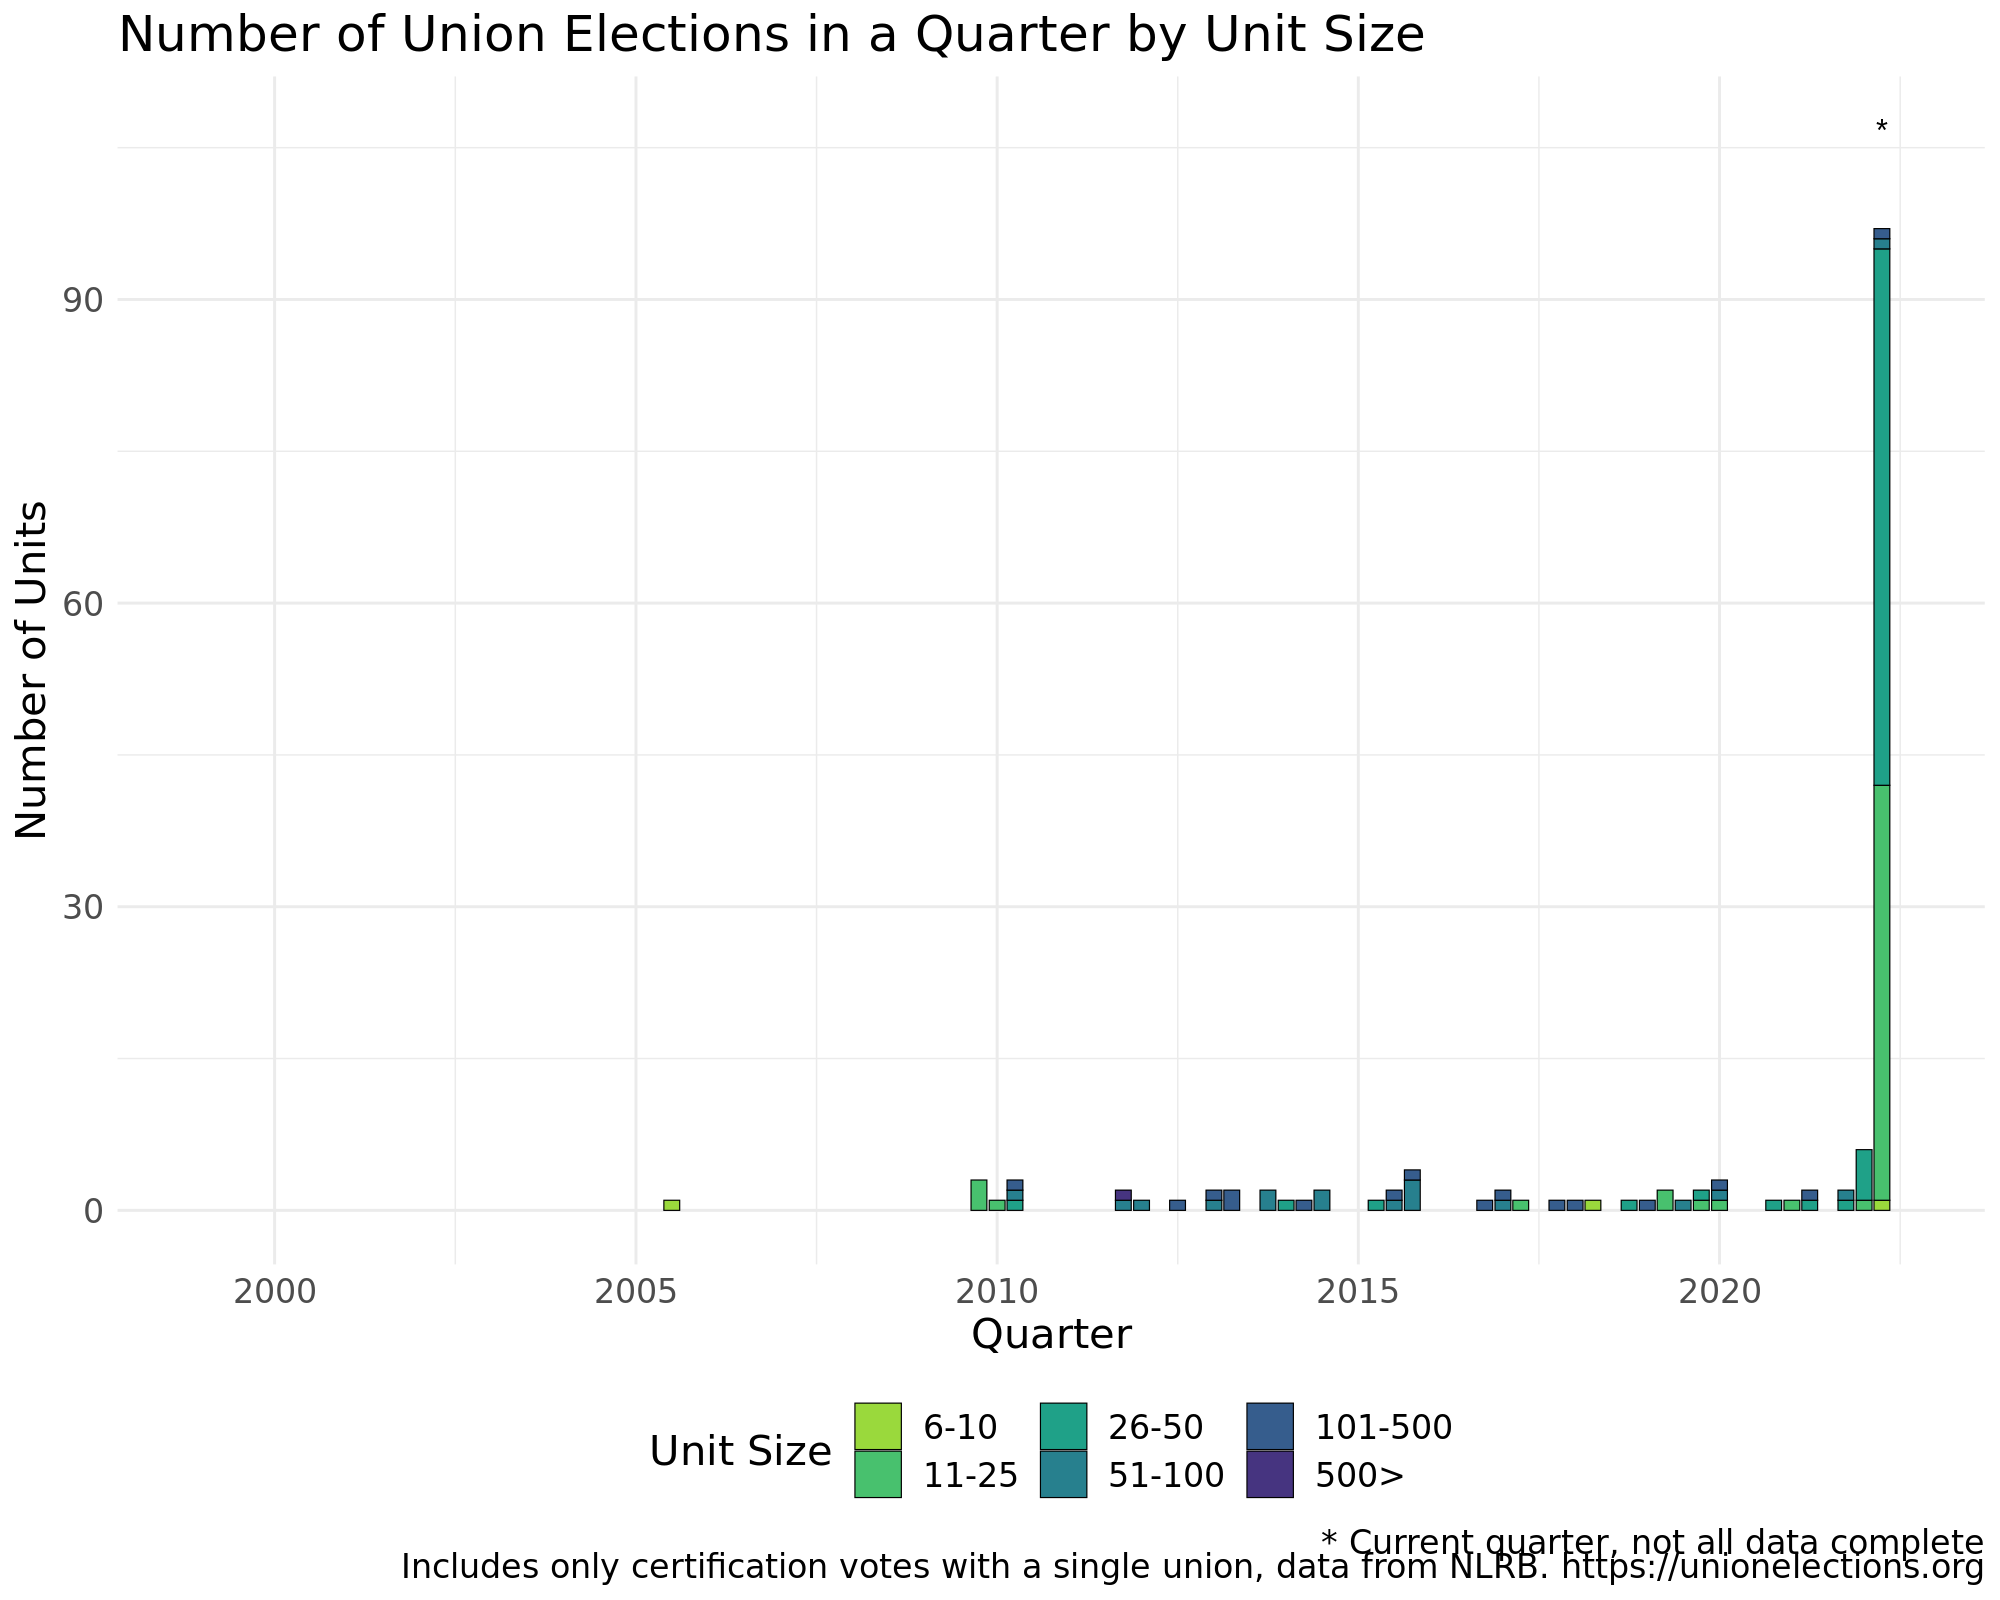 Number of Union Elections in a Quarter by Unit Size
*
90
60
30
0
Number of Units
2000 2005 2010 2015 2020
Quarter
Unit Size
6-10 26-50 101-500
11-25 51-100 500>
* Current quarter, not all data complete
Includes only certification votes with a single union, data from NLRB. https://unionelections.org